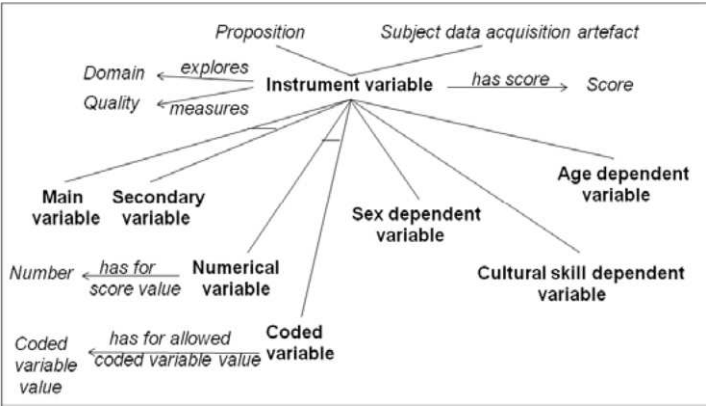 Proposition
Subject data acquisition artefact
Domain
explores
Instrument variable
has score
Score
Quality
measures
Main
variable
Secondary
variable
Age dependent
variable
Sex dependent
variable
Number
has for
score value
Numerical
variable
Cultural skill dependent
variable
Coded
variable
value
has for allowed
coded variable value
Coded
variable